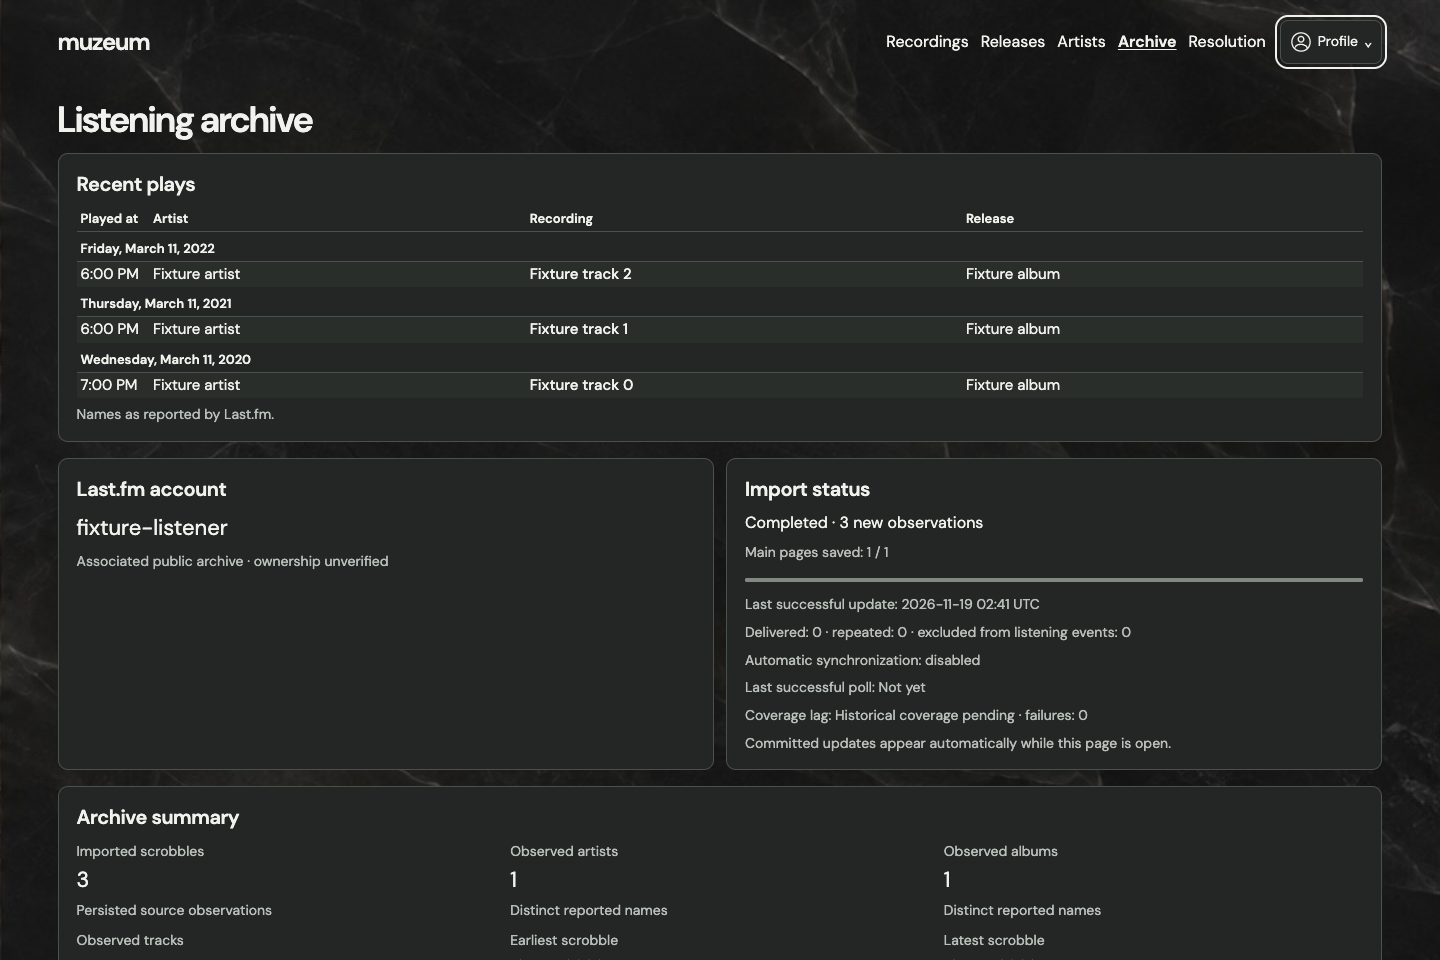 muzeum
Recordings Releases Artists Archive Resolution Profile
Listening archive
Recent plays
Played at Artist Recording Release
Friday, March 11, 2022
6:00 PM Fixture artist Fixture track 2 Fixture album
Thursday, March 11, 2021
6:00 PM Fixture artist Fixture track 1 Fixture album
Wednesday, March 11, 2020
7:00 PM Fixture artist Fixture track 0 Fixture album
Names as reported by Last.fm.
Last.fm account
fixture-listener
Associated public archive · ownership unverified
Import status
Completed · 3 new observations
Main pages saved: 1 / 1
Last successful update: 2026-11-19 02:41 UTC
Delivered: 0 · repeated: 0 · excluded from listening events: 0
Automatic synchronization: disabled
Last successful poll: Not yet
Coverage lag: Historical coverage pending · failures: 0
Committed updates appear automatically while this page is open.
Archive summary
Imported scrobbles
3
Persisted source observations
Observed artists
1
Distinct reported names
Observed albums
1
Distinct reported names
Observed tracks
Earliest scrobble
Latest scrobble